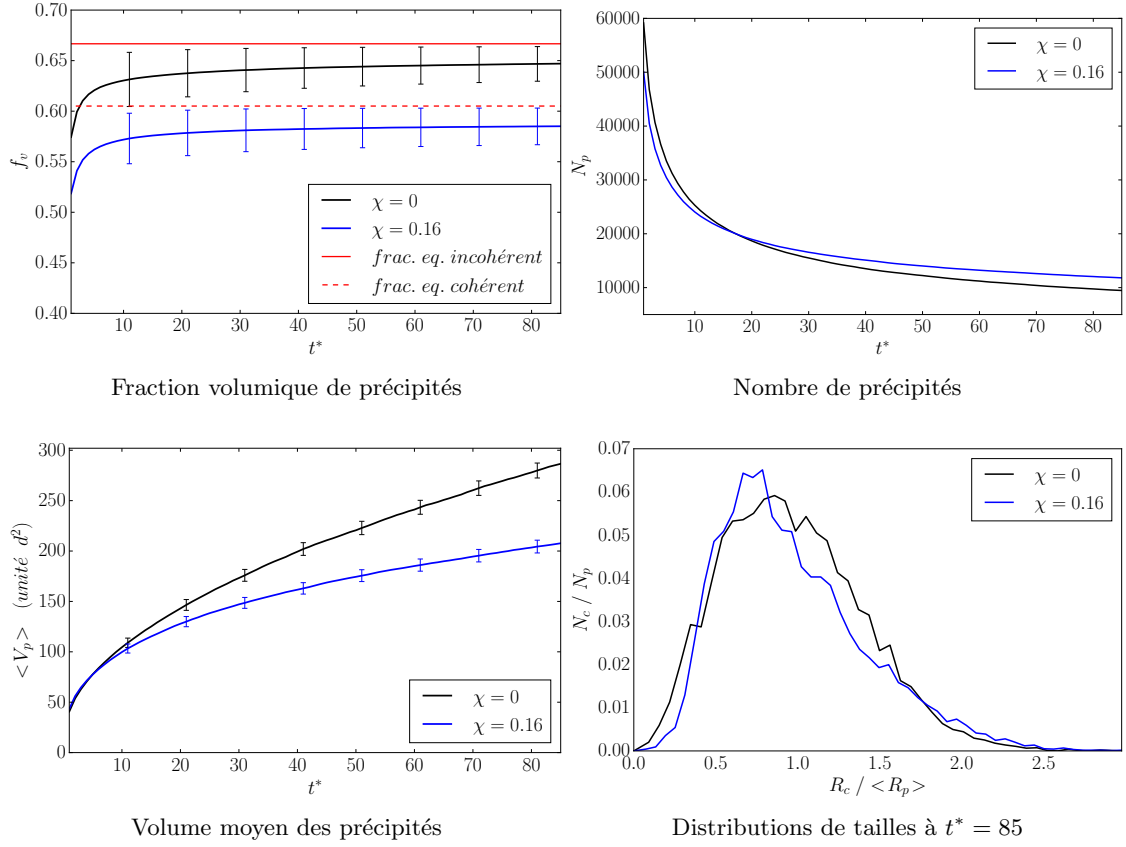 0.65
0.60
0.55
0.50
0.45
0.40
f_v
10 20 30 40 50 60 70 80
t*
χ = 0
χ = 0.16
frac. eq. incohérent
frac. eq. cohérent
Fraction volumique de précipités
60000
50000
40000
30000
20000
10000
N_p
10 20 30 40 50 60 70 80
t*
χ = 0
χ = 0.16
Nombre de précipités
300
250
200
150
100
50
0
<V_p> (unité d²)
10 20 30 40 50 60 70 80
t*
χ = 0
χ = 0.16
Volume moyen des précipités
0.07
0.06
0.05
0.04
0.03
0.02
0.01
0.00
N_c / N_p
0.0 0.5 1.0 1.5 2.0 2.5
R_c / <R_p>
χ = 0
χ = 0.16
Distributions de tailles à t* = 85